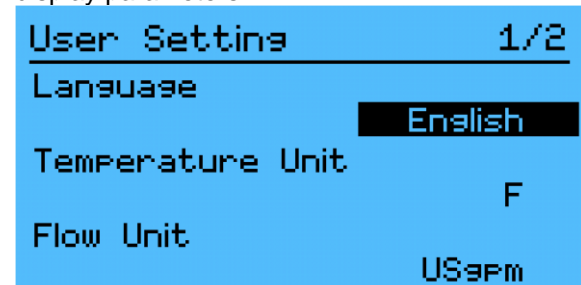 User Setting 1/2
Language
English
Temperature Unit
F
Flow Unit
USgpm